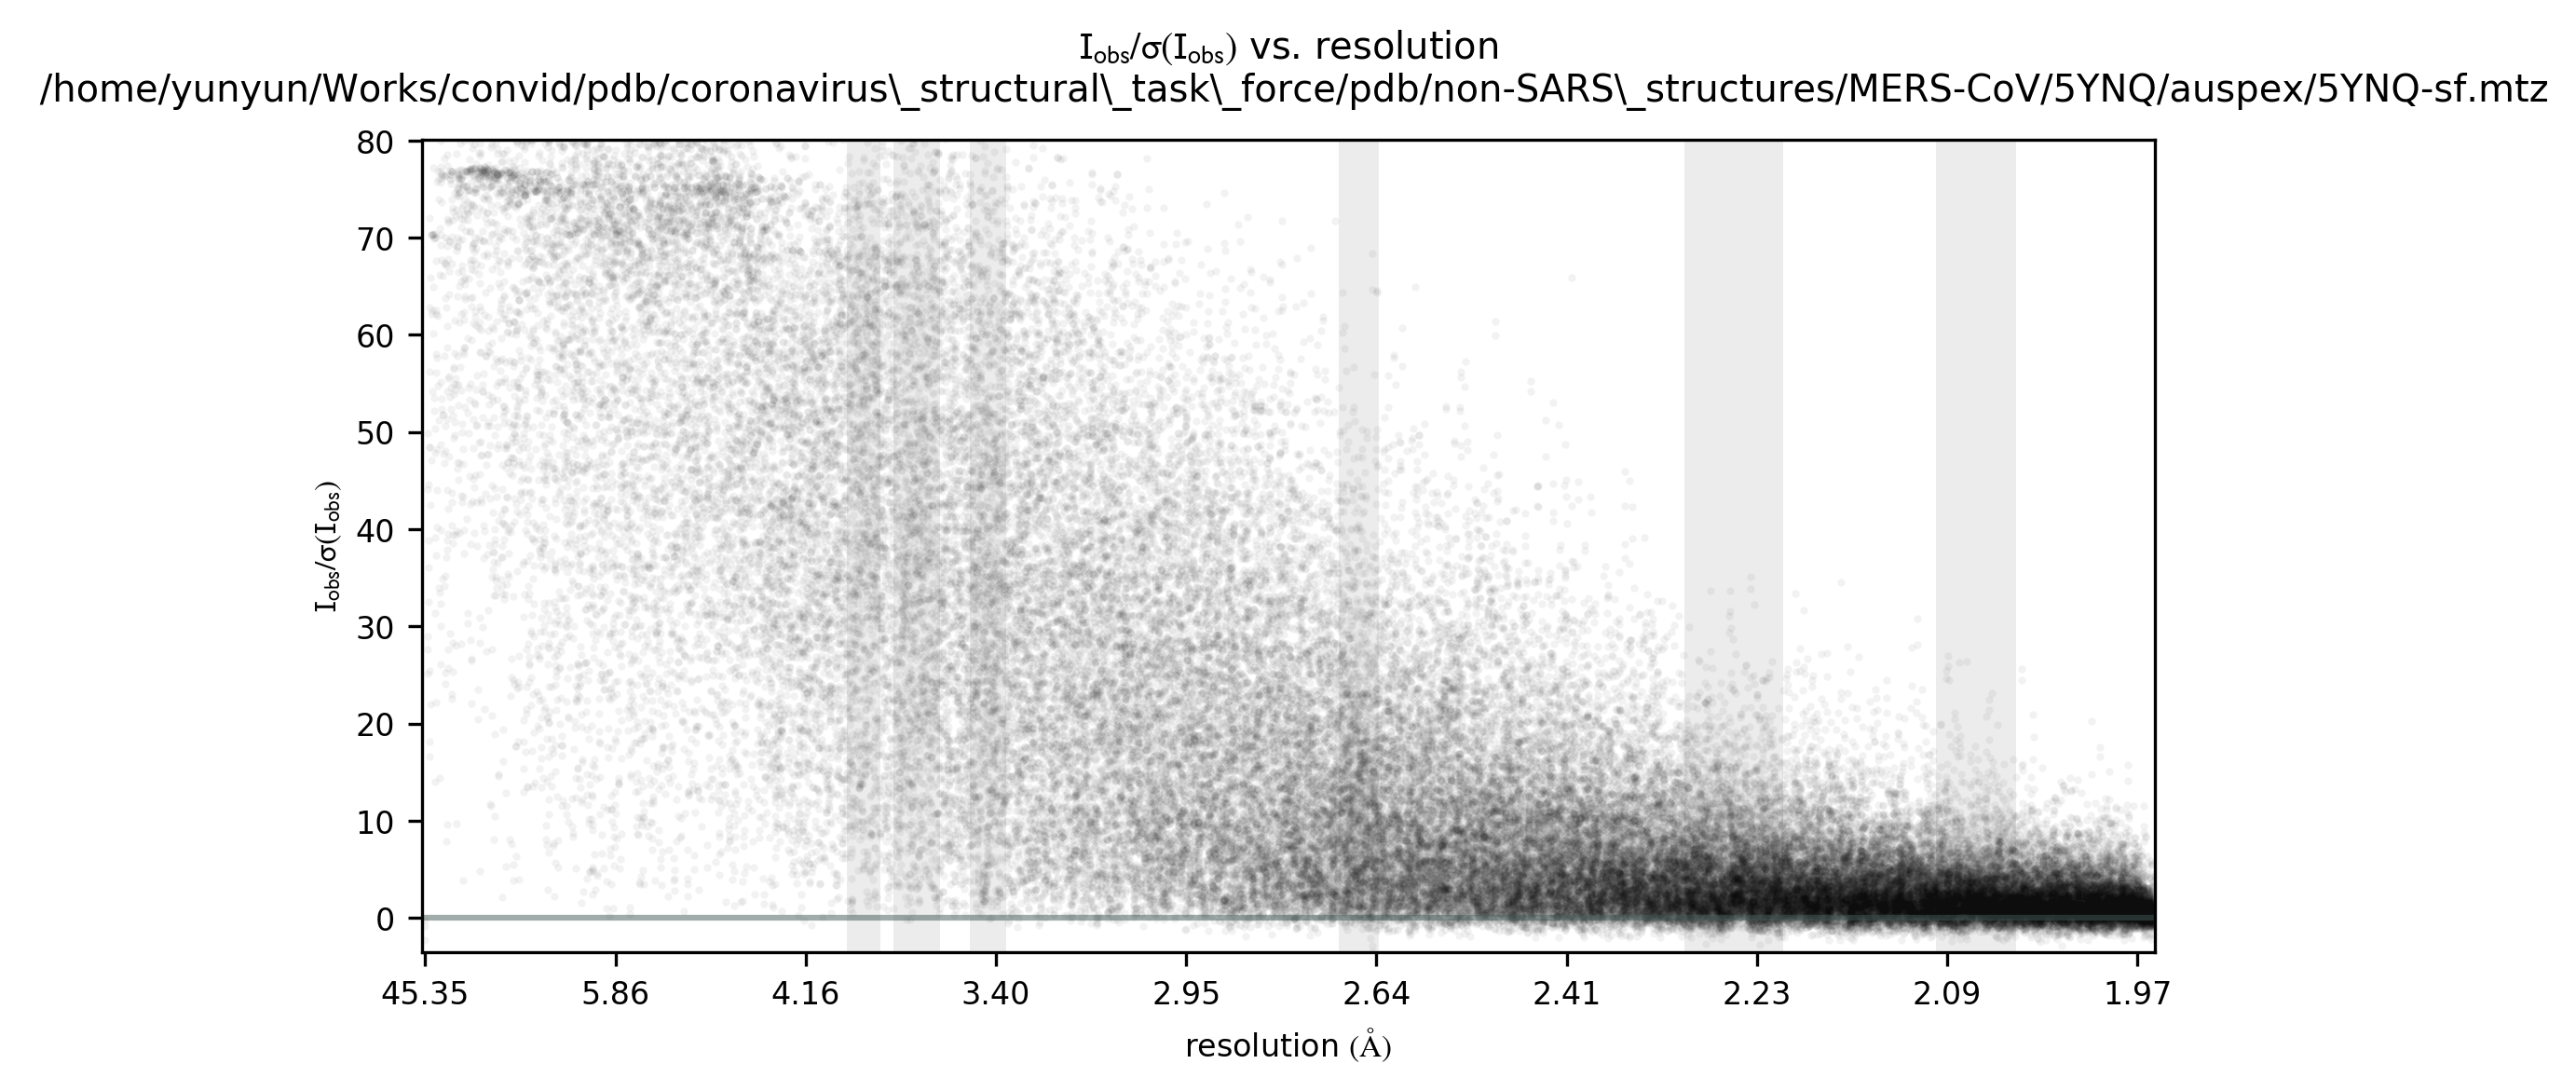 Iobs/σ(Iobs) vs. resolution
/home/yunyun/Works/convid/pdb/coronavirus\_structural\_task\_force/pdb/non-SARS\_structures/MERS-CoV/5YNQ/auspex/5YNQ-sf.mtz
80
70
60
50
40
30
20
10
0
Iobs/σ(Iobs)
45.35 5.86 4.16 3.40 2.95 2.64 2.41 2.23 2.09 1.97
resolution (Å)